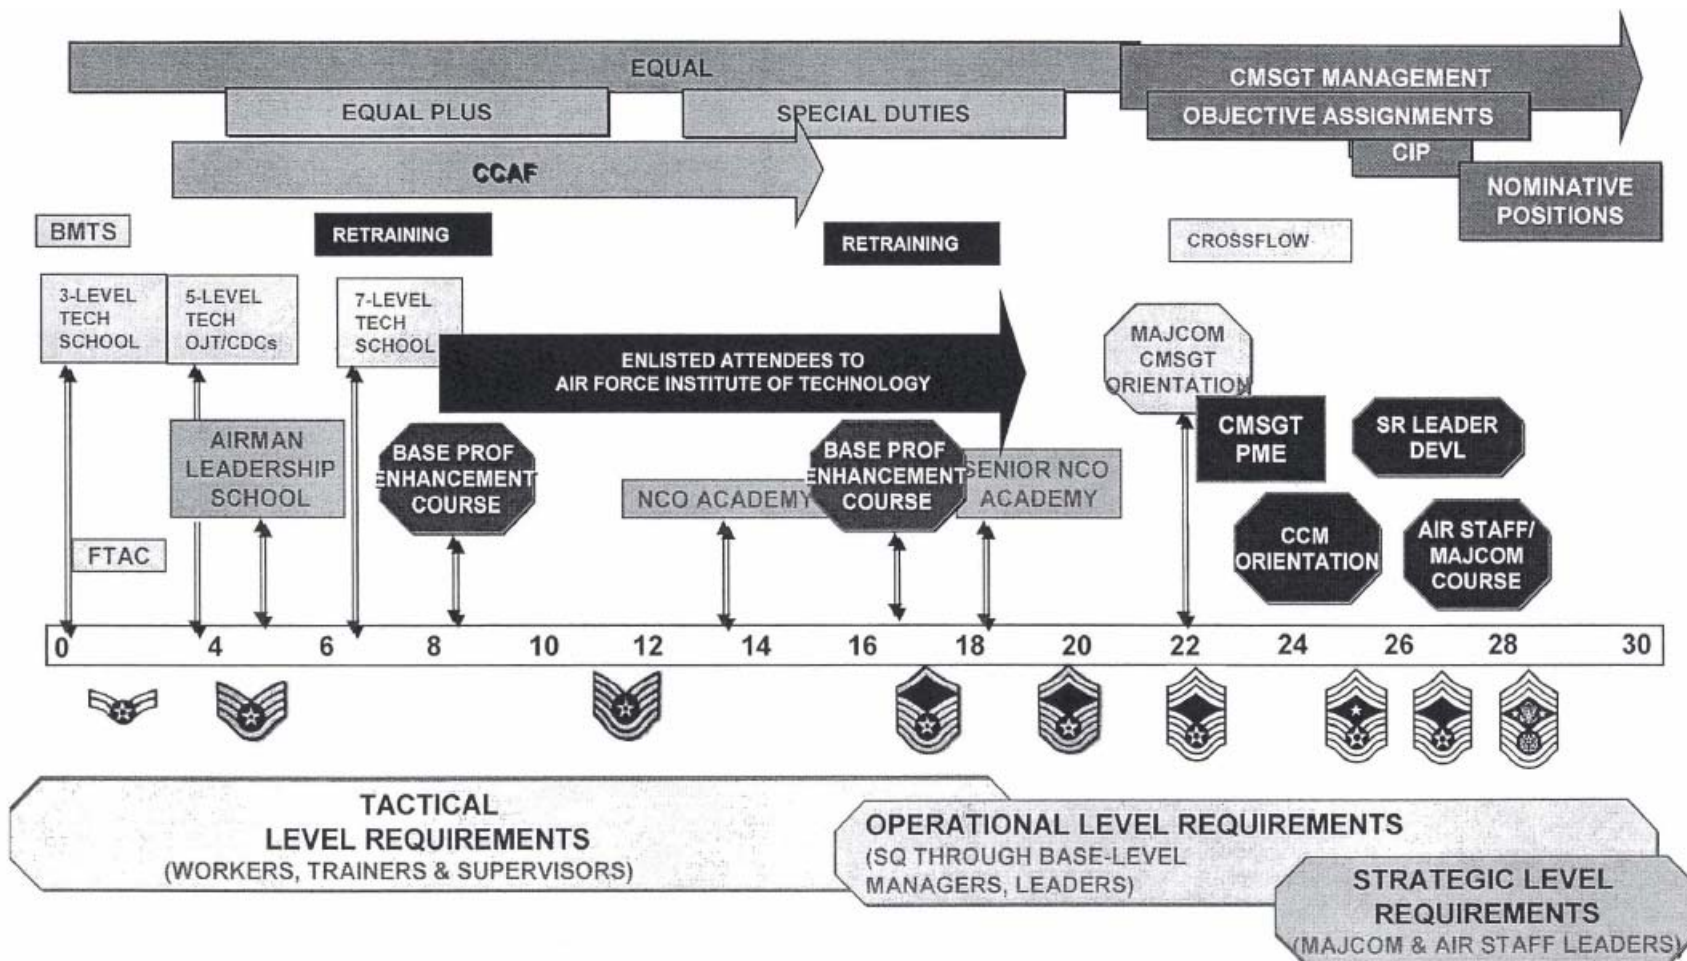 EQUAL
CMSGT MANAGEMENT
EQUAL PLUS
SPECIAL DUTIES
OBJECTIVE ASSIGNMENTS
CIP
CCAF
NOMINATIVE
POSITIONS
BMTS
RETRAINING
RETRAINING
CROSSFLOW
3-LEVEL
TECH
SCHOOL
5-LEVEL
TECH
OJT/CDCs
7-LEVEL
TECH
SCHOOL
ENLISTED ATTENDEES TO
AIR FORCE INSTITUTE OF TECHNOLOGY
MAJCOM
CMSGT
ORIENTATION
AIRMAN
LEADERSHIP
SCHOOL
BASE PROF
ENHANCEMENT
COURSE
NCO ACADEMY
BASE PROF
ENHANCEMENT
COURSE
SENIOR NCO
ACADEMY
CMSGT
PME
SR LEADER
DEVL
FTAC
CCM
ORIENTATION
AIR STAFF/
MAJCOM
COURSE
0 4 6 8 10 12 14 16 18 20 22 24 26 28 30
TACTICAL
LEVEL REQUIREMENTS
(WORKERS, TRAINERS & SUPERVISORS)
OPERATIONAL LEVEL REQUIREMENTS
(SQ THROUGH BASE-LEVEL
MANAGERS, LEADERS)
STRATEGIC LEVEL
REQUIREMENTS
(MAJCOM & AIR STAFF LEADERS)